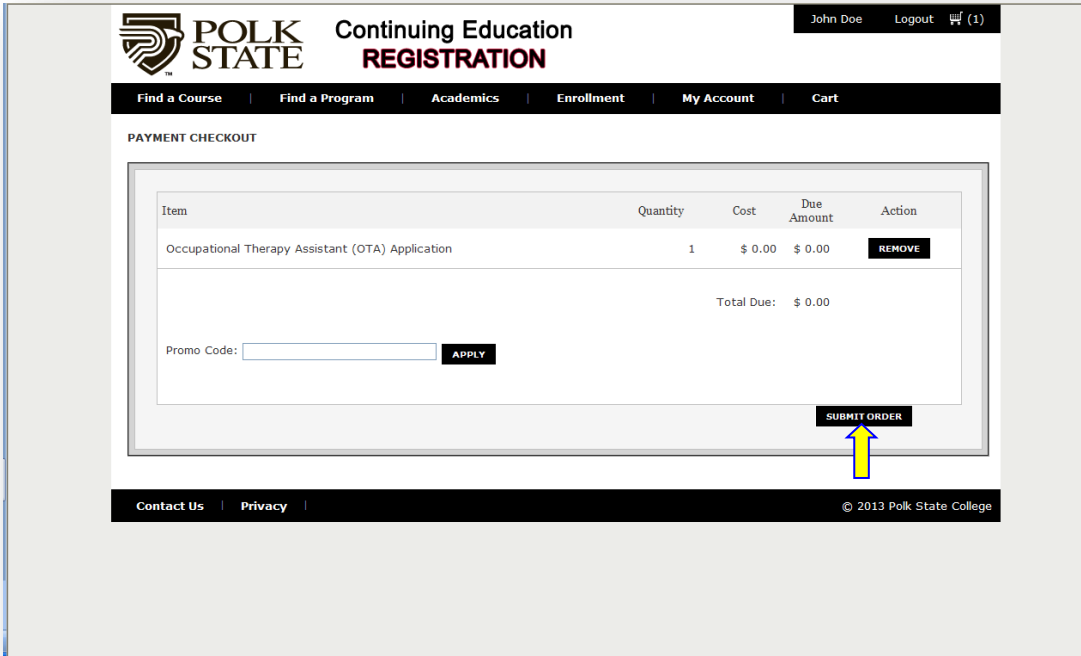 POLK STATE ™
Continuing Education
REGISTRATION
John Doe Logout (1)
Find a Course | Find a Program | Academics | Enrollment | My Account | Cart
PAYMENT CHECKOUT
Item Quantity Cost Due Amount Action
Occupational Therapy Assistant (OTA) Application 1 $ 0.00 $ 0.00 REMOVE
Total Due: $ 0.00
Promo Code: APPLY
SUBMIT ORDER
Contact Us | Privacy | © 2013 Polk State College